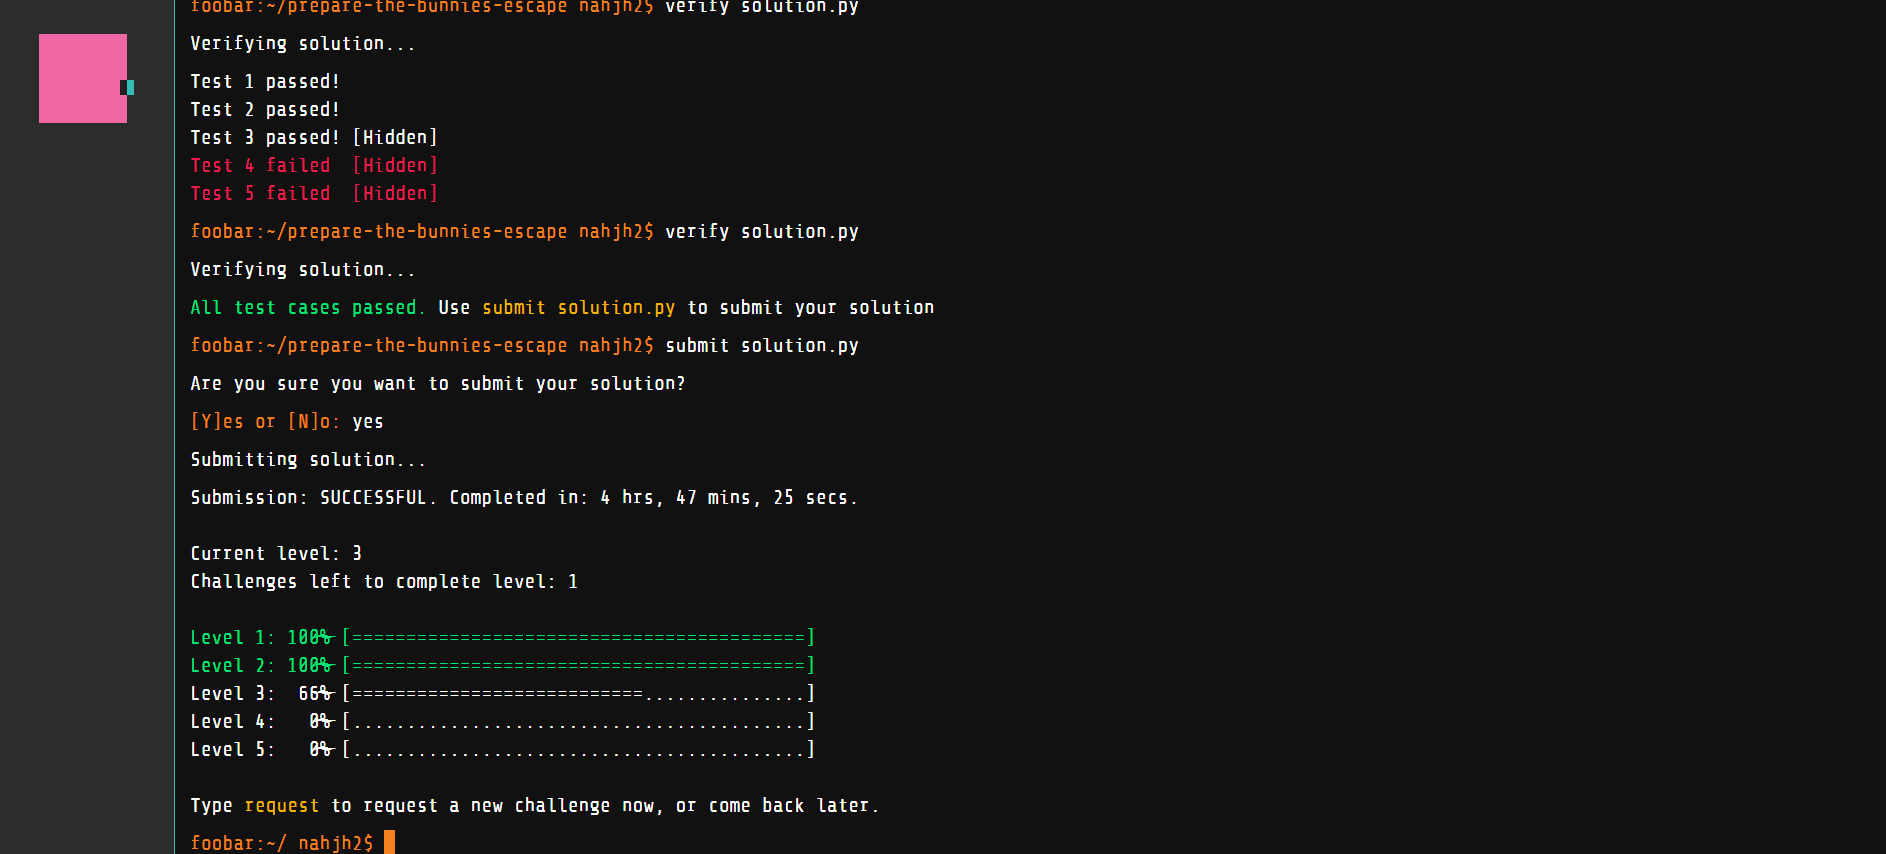 foobar:~/prepare-the-bunnies-escape nahjh2$ verify solution.py
Verifying solution...
Test 1 passed!
Test 2 passed!
Test 3 passed! [Hidden]
Test 4 failed  [Hidden]
Test 5 failed  [Hidden]
foobar:~/prepare-the-bunnies-escape nahjh2$ verify solution.py
Verifying solution...
All test cases passed. Use submit solution.py to submit your solution
foobar:~/prepare-the-bunnies-escape nahjh2$ submit solution.py
Are you sure you want to submit your solution?
[Y]es or [N]o: yes
Submitting solution...
Submission: SUCCESSFUL. Completed in: 4 hrs, 47 mins, 25 secs.
Current level: 3
Challenges left to complete level: 1
Level 1: 100% [==========================================]
Level 2: 100% [==========================================]
Level 3:  66% [===========================...............]
Level 4:   0% [..........................................]
Level 5:   0% [..........................................]
Type request to request a new challenge now, or come back later.
foobar:~/ nahjh2$